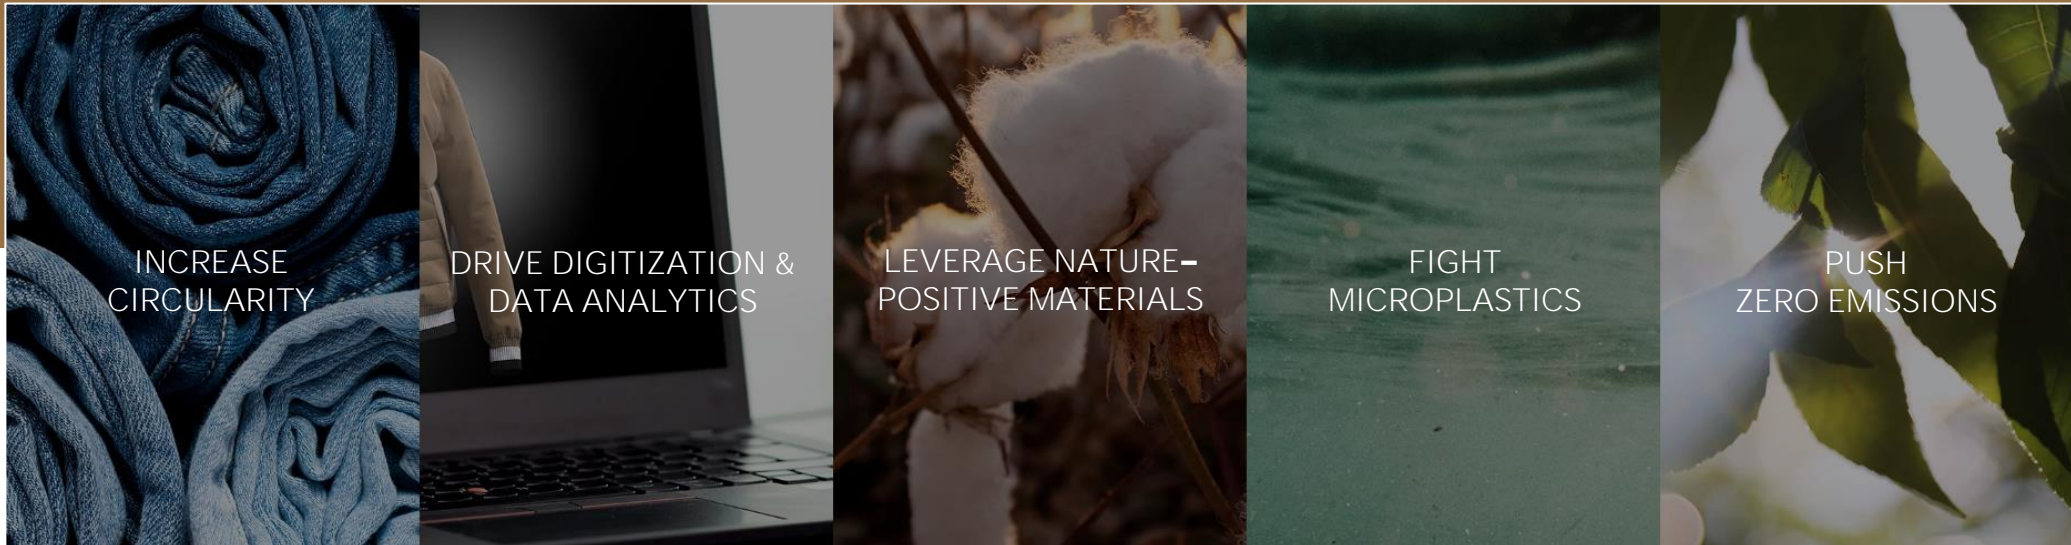 INCREASE
CIRCULARITY
DRIVE DIGITIZATION &
DATA ANALYTICS
LEVERAGE NATURE–
POSITIVE MATERIALS
FIGHT
MICROPLASTICS
PUSH
ZERO EMISSIONS